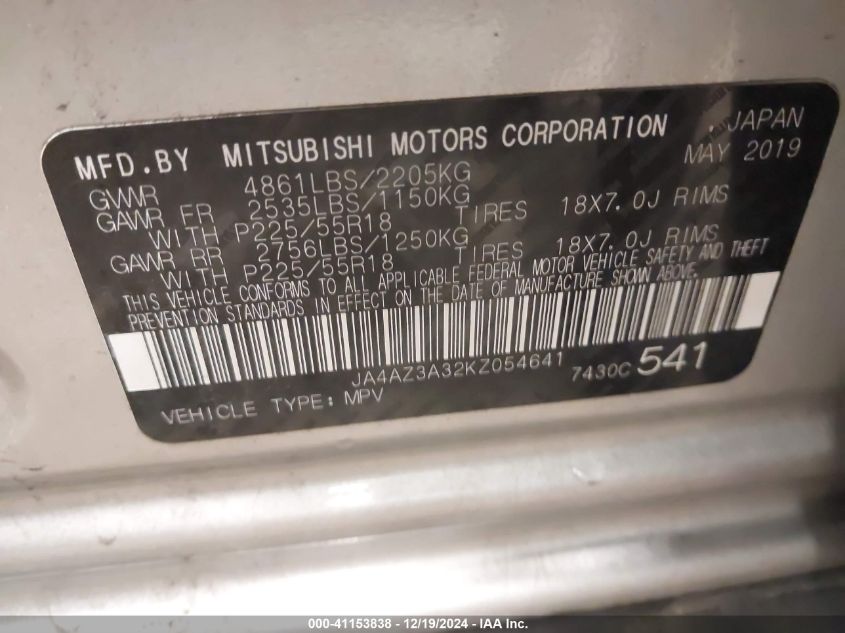 MFD.BY MITSUBISHI MOTORS CORPORATION , JAPAN
MAY 2019
GVWR 4861LBS/2205KG
GAWR FR 2535LBS/1150KG
WITH P225/55R18 TIRES 18X7.0J RIMS
GAWR RR 2756LBS/1250KG
WITH P225/55R18 TIRES 18X7.0J RIMS
THIS VEHICLE CONFORMS TO ALL APPLICABLE FEDERAL MOTOR VEHICLE SAFETY AND THEFT
PREVENTION STANDARDS IN EFFECT ON THE DATE OF MANUFACTURE SHOWN ABOVE.
JA4AZ3A32KZ054641 7430C 541
VEHICLE TYPE: MPV
000-41153838 - 12/19/2024 - IAA Inc.